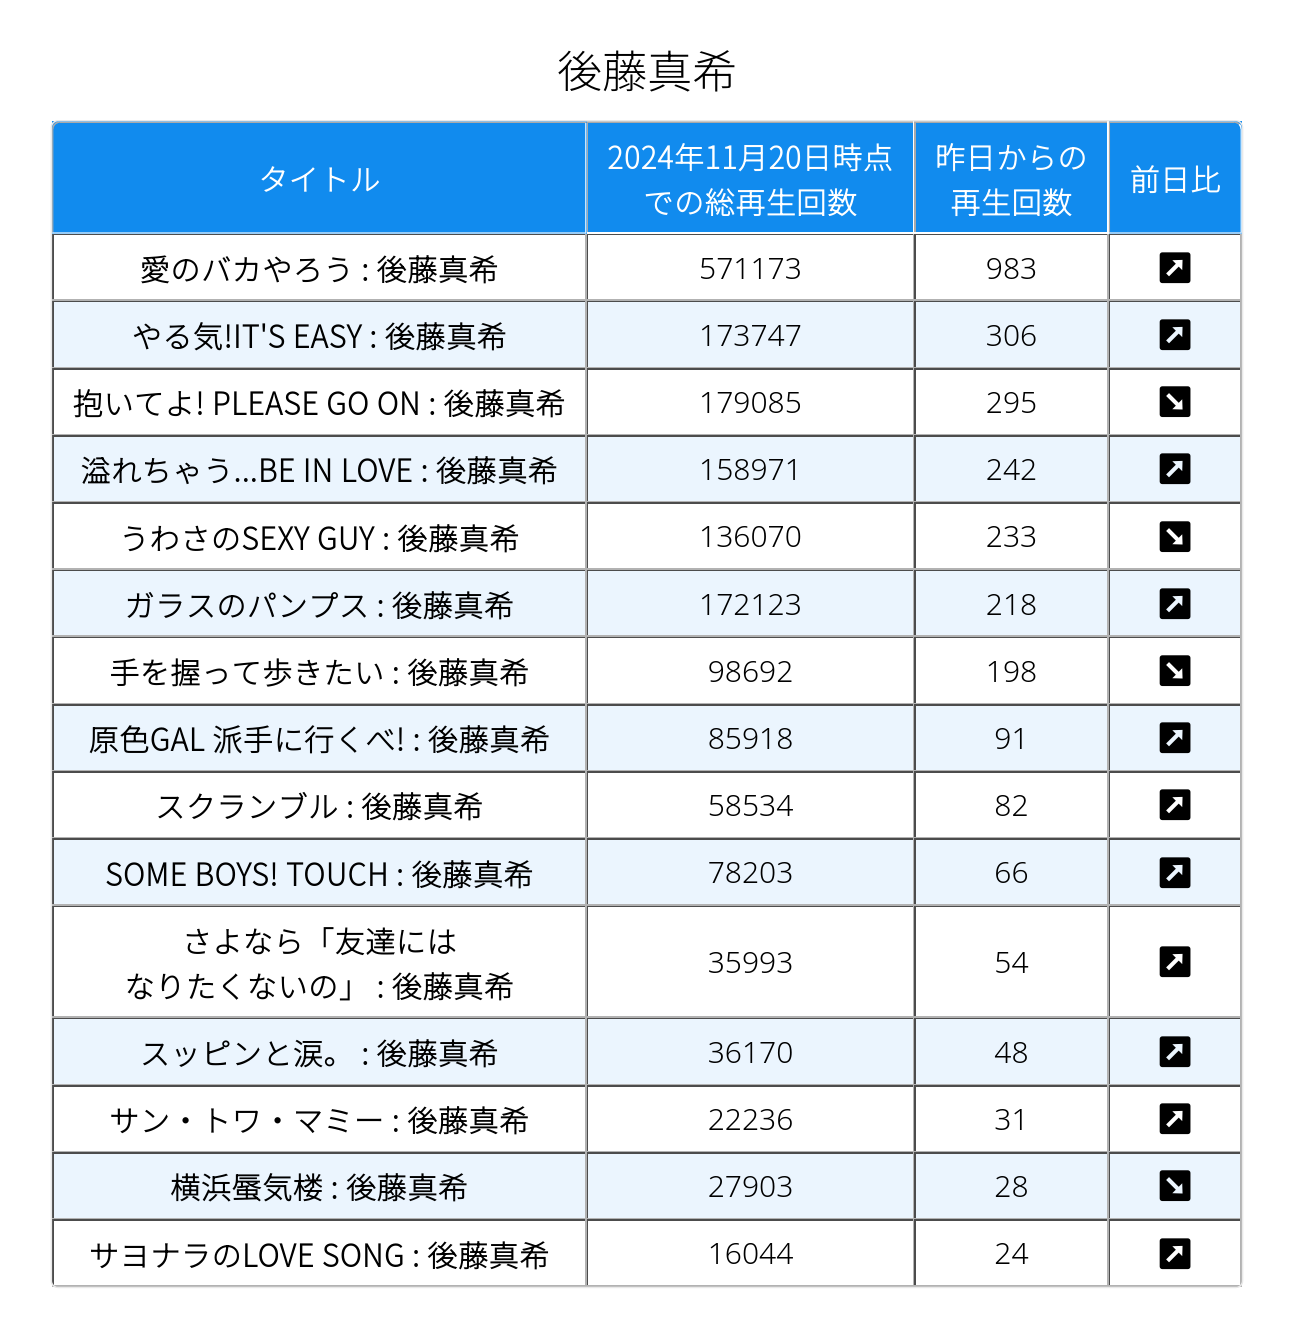 後藤真希
タイトル 2024年11月20日時点 昨日からの 前日比
での総再生回数 再生回数
愛のバカやろう : 後藤真希 571173 983 ↗
やる気!IT'S EASY : 後藤真希 173747 306 ↗
抱いてよ! PLEASE GO ON : 後藤真希 179085 295 ↘
溢れちゃう...BE IN LOVE : 後藤真希 158971 242 ↗
うわさのSEXY GUY : 後藤真希 136070 233 ↘
ガラスのパンプス : 後藤真希 172123 218 ↗
手を握って歩きたい : 後藤真希 98692 198 ↘
原色GAL 派手に行くべ! : 後藤真希 85918 91 ↗
スクランブル : 後藤真希 58534 82 ↗
SOME BOYS! TOUCH : 後藤真希 78203 66 ↗
さよなら「友達には
なりたくないの」 : 後藤真希 35993 54 ↗
スッピンと涙。 : 後藤真希 36170 48 ↗
サン・トワ・マミー : 後藤真希 22236 31 ↗
横浜蜃気楼 : 後藤真希 27903 28 ↘
サヨナラのLOVE SONG : 後藤真希 16044 24 ↗